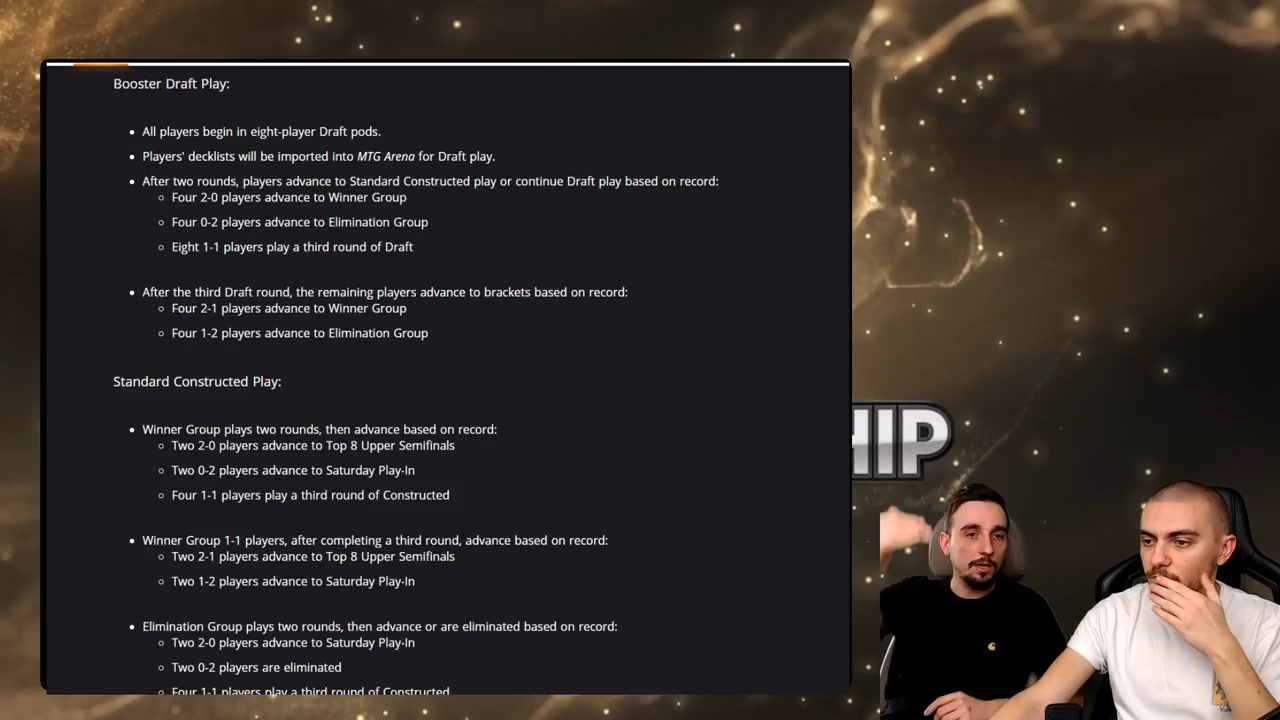 Booster Draft Play:
All players begin in eight-player Draft pods.
Players' decklists will be imported into MTG Arena for Draft play.
After two rounds, players advance to Standard Constructed play or continue Draft play based on record:
Four 2-0 players advance to Winner Group
Four 0-2 players advance to Elimination Group
Eight 1-1 players play a third round of Draft
After the third Draft round, the remaining players advance to brackets based on record:
Four 2-1 players advance to Winner Group
Four 1-2 players advance to Elimination Group
Standard Constructed Play:
Winner Group plays two rounds, then advance based on record:
Two 2-0 players advance to Top 8 Upper Semifinals
Two 0-2 players advance to Saturday Play-In
Four 1-1 players play a third round of Constructed
Winner Group 1-1 players, after completing a third round, advance based on record:
Two 2-1 players advance to Top 8 Upper Semifinals
Two 1-2 players advance to Saturday Play-In
Elimination Group plays two rounds, then advance or are eliminated based on record:
Two 2-0 players advance to Saturday Play-In
Two 0-2 players are eliminated
Four 1-1 players play a third round of Constructed
HIP